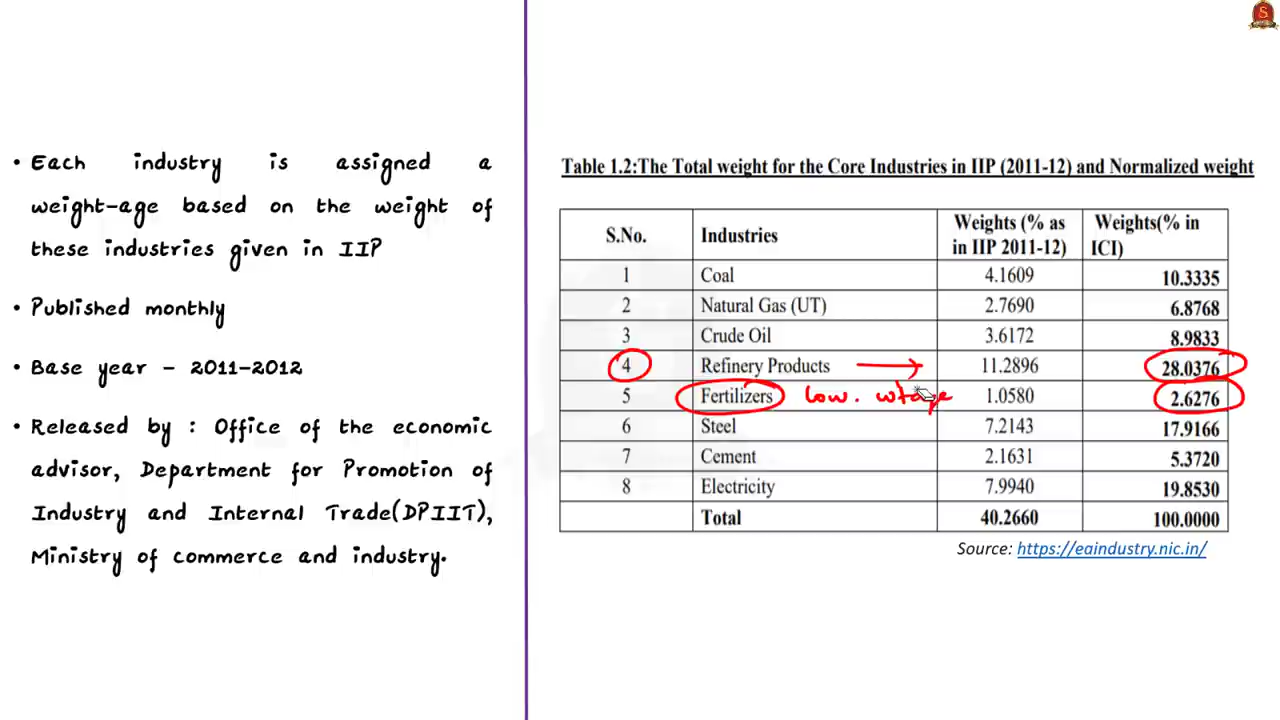 • Each industry is assigned a
weight-age based on the weight of
these industries given in IIP
• Published monthly
• Base year - 2011-2012
• Released by : Office of the economic
advisor, Department for Promotion of
Industry and Internal Trade(DPIIT),
Ministry of commerce and industry.
Table 1.2:The Total weight for the Core Industries in IIP (2011-12) and Normalized weight
S.No. Industries Weights (% as in IIP 2011-12) Weights(% in ICI)
1 Coal 4.1609 10.3335
2 Natural Gas (UT) 2.7690 6.8768
3 Crude Oil 3.6172 8.9833
4 Refinery Products 11.2896 28.0376
5 Fertilizers low. wtage 1.0580 2.6276
6 Steel 7.2143 17.9166
7 Cement 2.1631 5.3720
8 Electricity 7.9940 19.8530
Total 40.2660 100.0000
Source: https://eaindustry.nic.in/